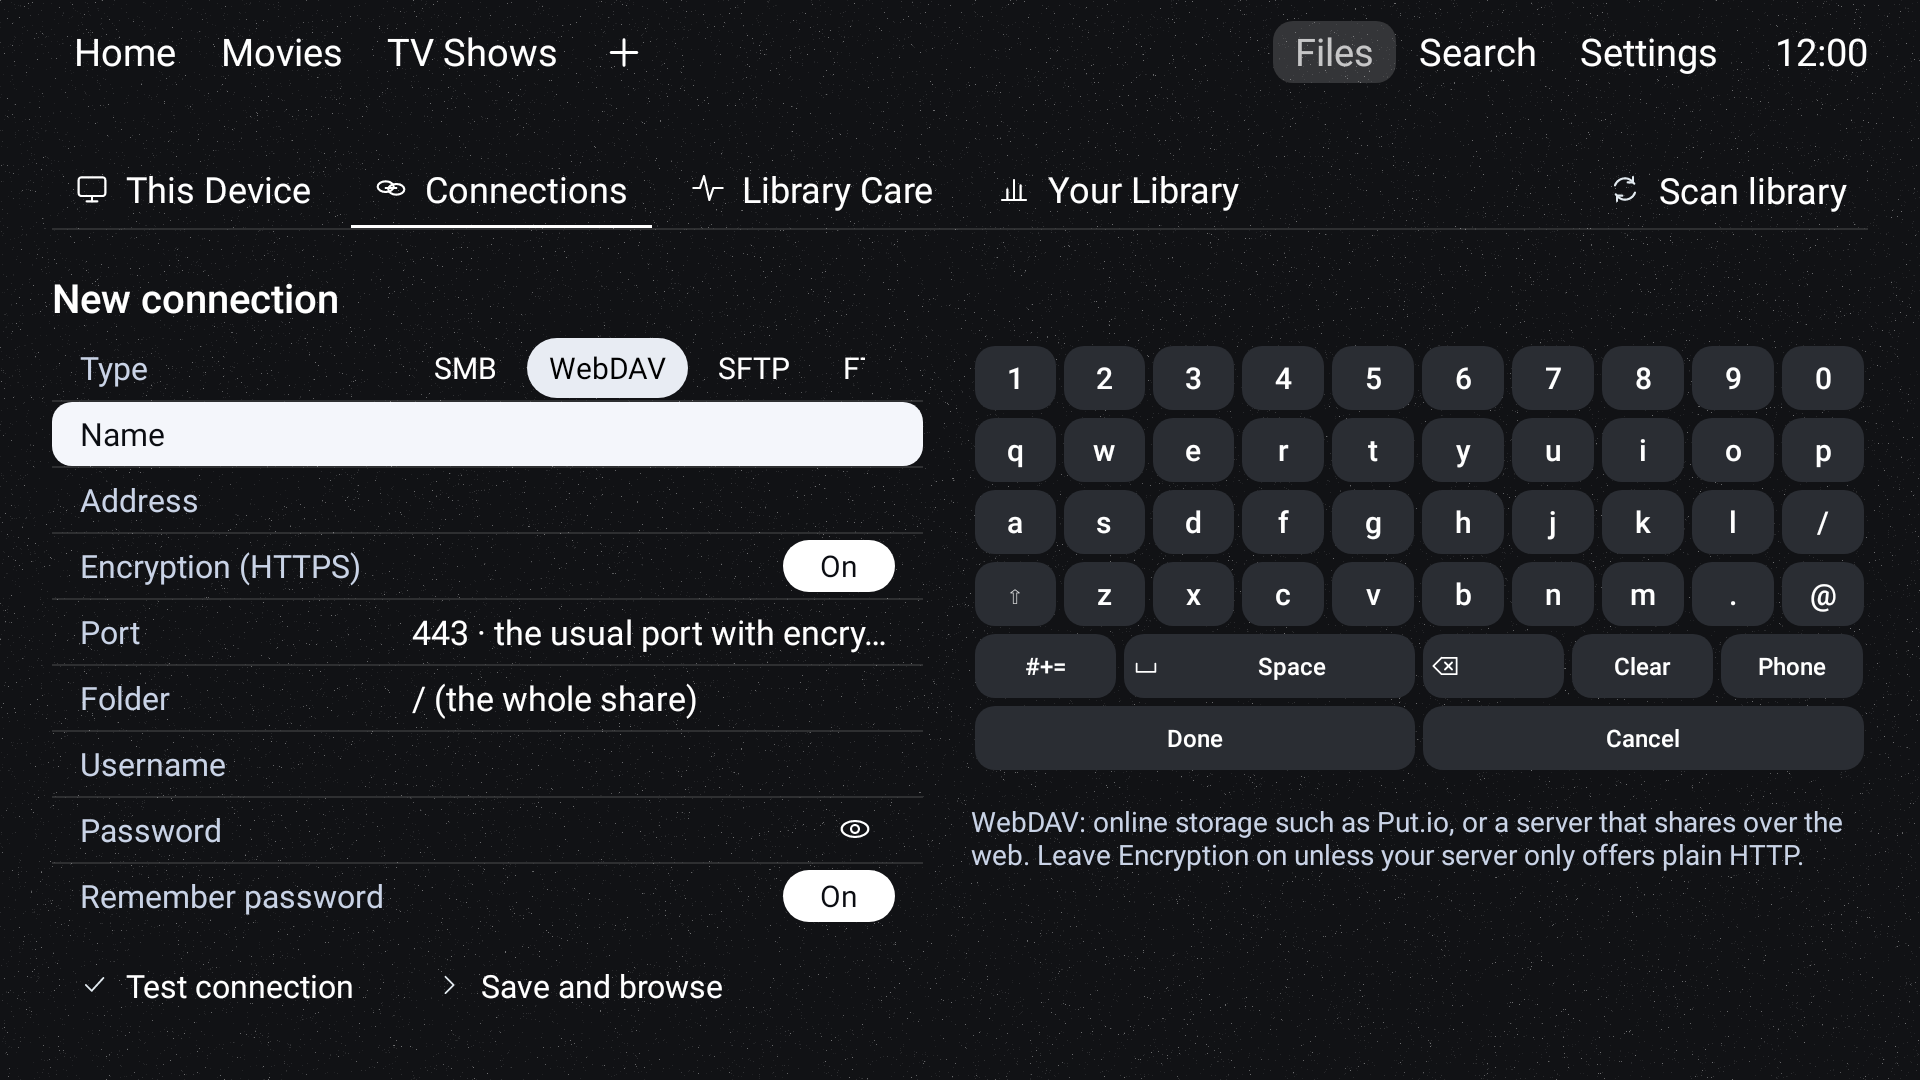 Home Movies TV Shows + Files Search Settings 12:00
This Device Connections Library Care Your Library Scan library
New connection
Type SMB WebDAV SFTP
Name
Address
Encryption (HTTPS) On
Port 443 · the usual port with encry…
Folder / (the whole share)
Username
Password
Remember password On
Test connection Save and browse
1 2 3 4 5 6 7 8 9 0
q w e r t y u i o p
a s d f g h j k l /
⇧ z x c v b n m . @
#+= Space Clear Phone
Done Cancel
WebDAV: online storage such as Put.io, or a server that shares over the
web. Leave Encryption on unless your server only offers plain HTTP.